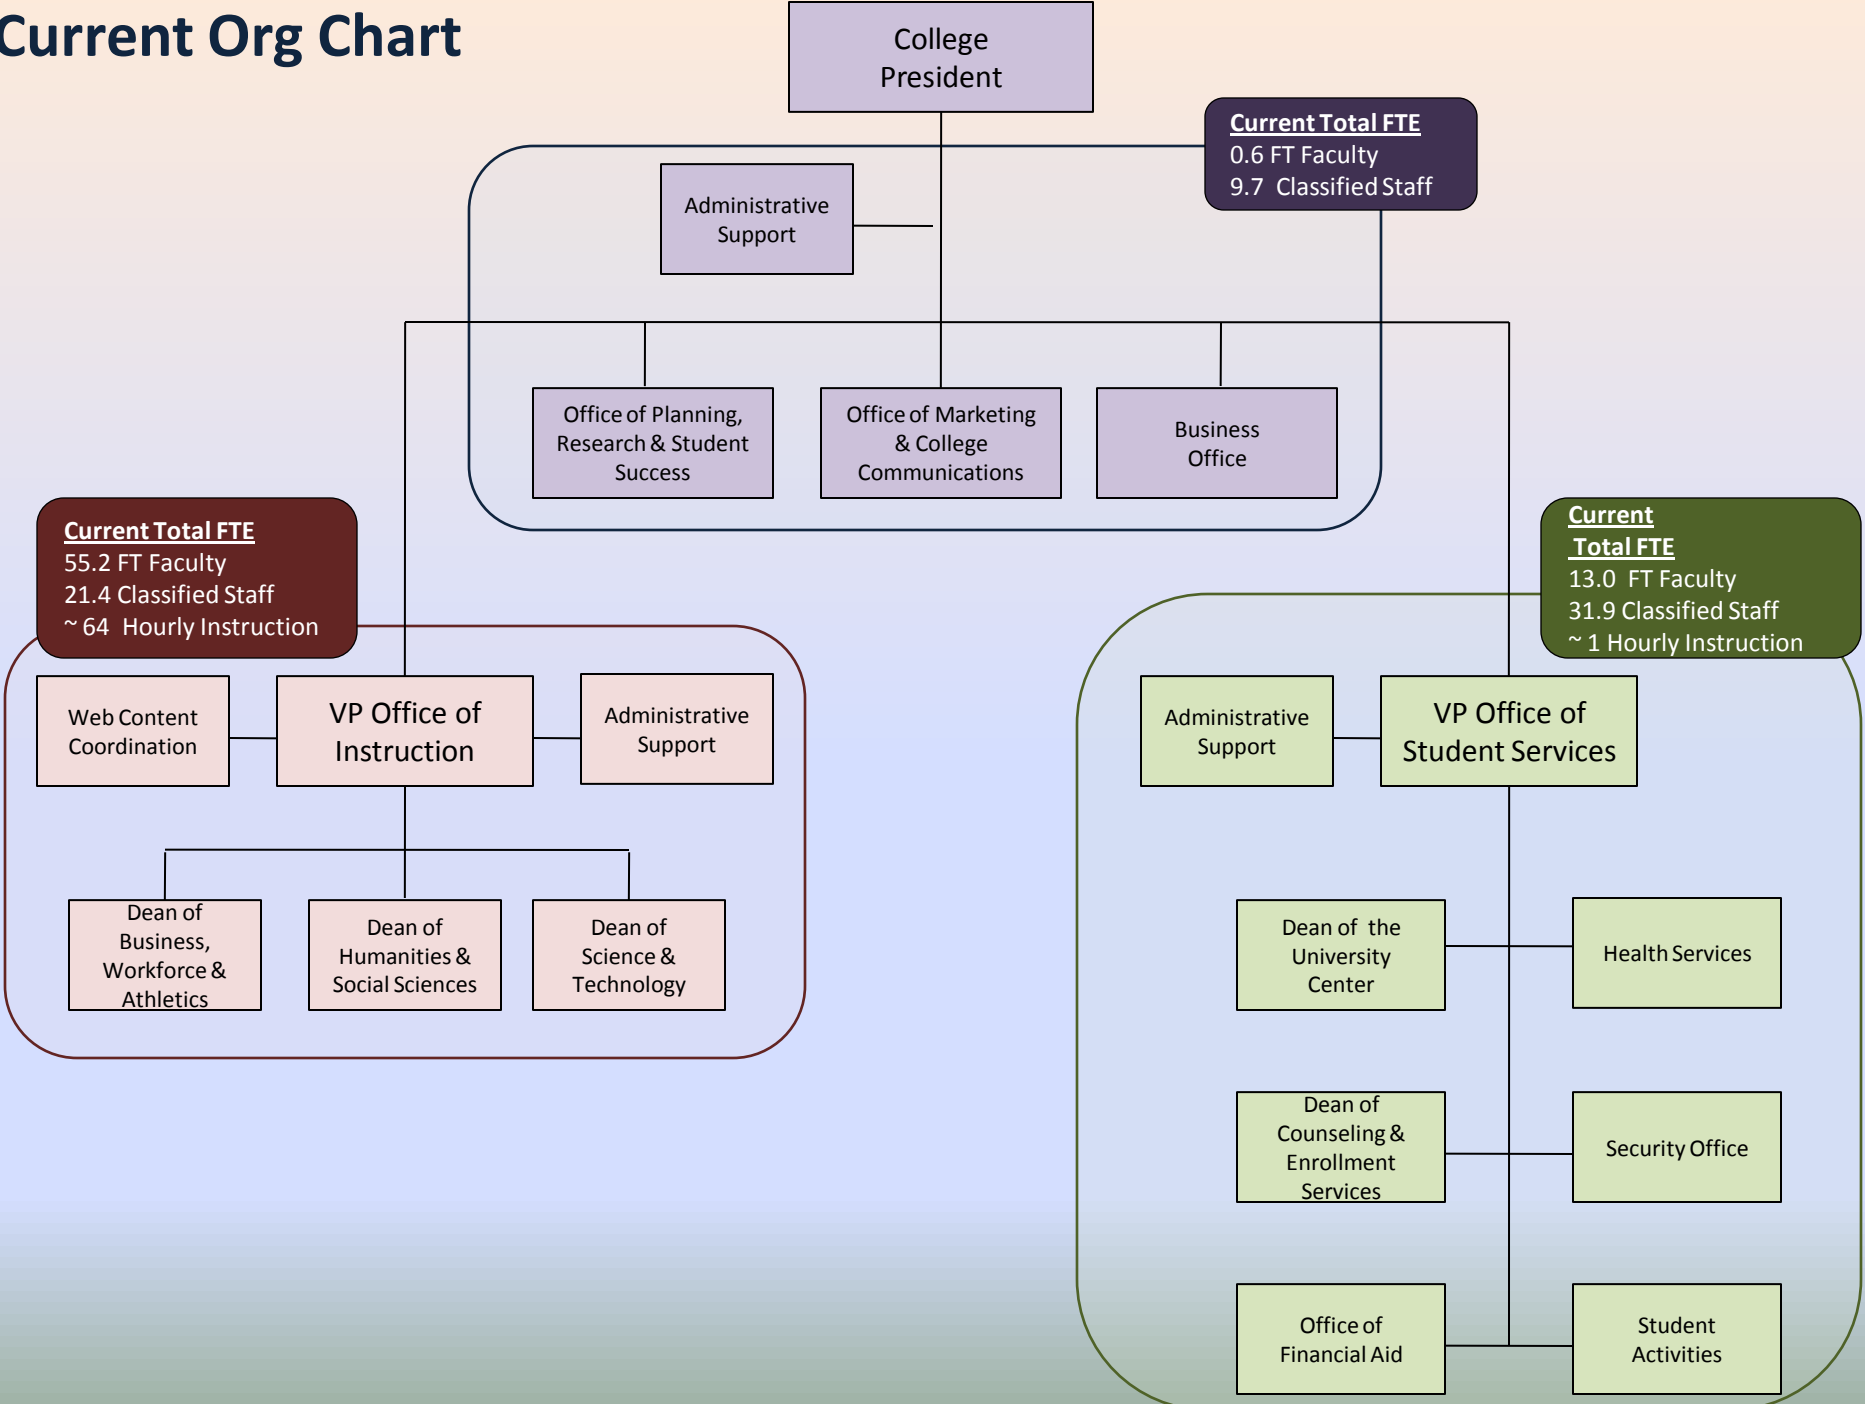 Current Org Chart
College
President
Current Total FTE
0.6 FT Faculty
9.7 Classified Staff
Administrative
Support
Office of Planning,
Research & Student
Success
Office of Marketing
& College
Communications
Business
Office
Current Total FTE
55.2 FT Faculty
21.4 Classified Staff
~ 64 Hourly Instruction
Current
Total FTE
13.0 FT Faculty
31.9 Classified Staff
~ 1 Hourly Instruction
Web Content
Coordination
VP Office of
Instruction
Administrative
Support
Administrative
Support
VP Office of
Student Services
Dean of
Business,
Workforce &
Athletics
Dean of
Humanities &
Social Sciences
Dean of
Science &
Technology
Dean of the
University
Center
Health Services
Dean of
Counseling &
Enrollment
Services
Security Office
Office of
Financial Aid
Student
Activities